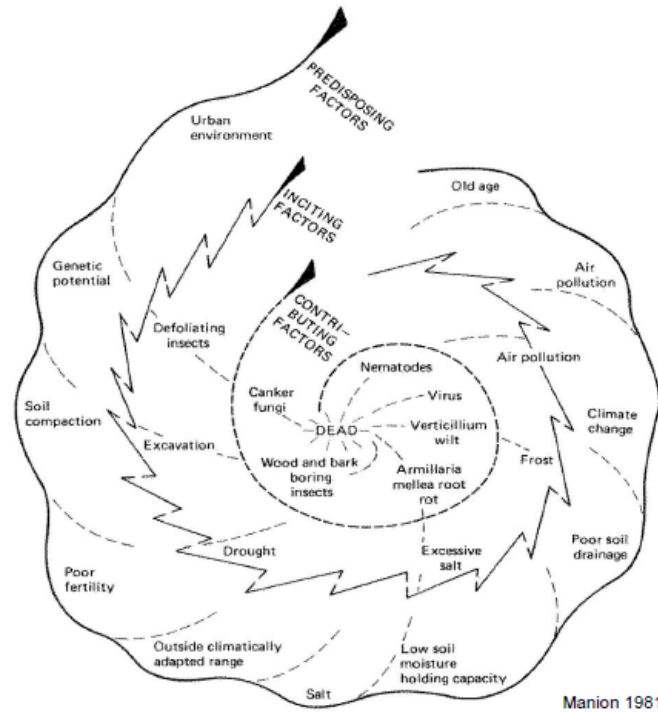 PREDISPOSING
FACTORS
Urban
environment
INCITING
FACTORS
Old age
Genetic
potential
Air
pollution
CONTRI-
BUTING
FACTORS
Defoliating
insects
Air pollution
Nematodes
Canker
fungi
Virus
Soil
compaction
Climate
change
DEAD
Verticillium
wilt
Excavation
Wood and bark
boring
insects
Armillaria
mellea root
rot
Frost
Drought
Excessive
salt
Poor soil
drainage
Poor
fertility
Outside climatically
adapted range
Low soil
moisture
holding capacity
Salt
Manion 1981